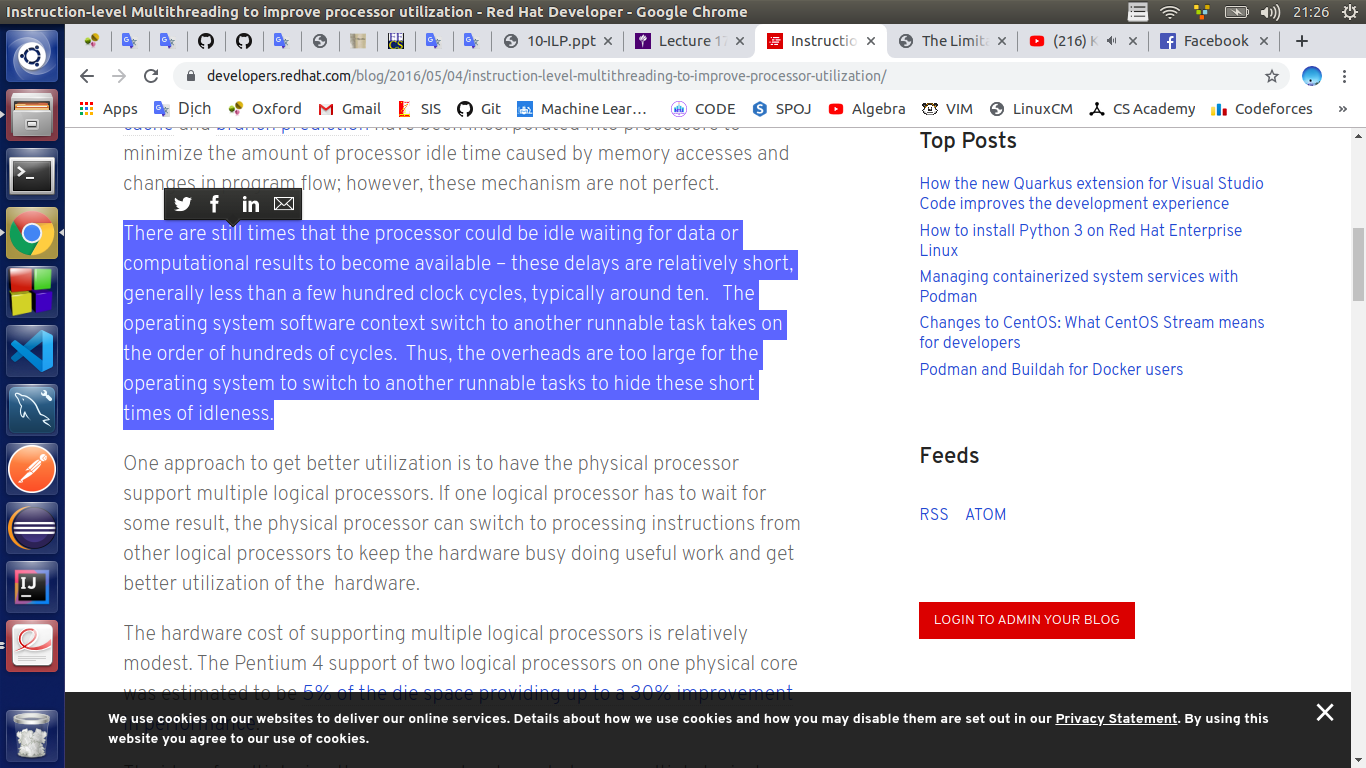 Instruction-level Multithreading to improve processor utilization - Red Hat Developer - Google Chrome
21:26
10-ILP.ppt
Lecture 17
Instructio
The Limita
(216) K
Facebook
developers.redhat.com/blog/2016/05/04/instruction-level-multithreading-to-improve-processor-utilization/
Apps
Dịch
Oxford
Gmail
SIS
Git
Machine Lear…
CODE
SPOJ
Algebra
VIM
LinuxCM
CS Academy
Codeforces
»
cache and branch prediction have been incorporated into processors to
minimize the amount of processor idle time caused by memory accesses and
changes in program flow; however, these mechanism are not perfect.
There are still times that the processor could be idle waiting for data or
computational results to become available – these delays are relatively short,
generally less than a few hundred clock cycles, typically around ten. The
operating system software context switch to another runnable task takes on
the order of hundreds of cycles. Thus, the overheads are too large for the
operating system to switch to another runnable tasks to hide these short
times of idleness.
One approach to get better utilization is to have the physical processor
support multiple logical processors. If one logical processor has to wait for
some result, the physical processor can switch to processing instructions from
other logical processors to keep the hardware busy doing useful work and get
better utilization of the hardware.
The hardware cost of supporting multiple logical processors is relatively
modest. The Pentium 4 support of two logical processors on one physical core
was estimated to be 5% of the die space providing up to a 30% improvement
in performance.
Top Posts
How the new Quarkus extension for Visual Studio
Code improves the development experience
How to install Python 3 on Red Hat Enterprise
Linux
Managing containerized system services with
Podman
Changes to CentOS: What CentOS Stream means
for developers
Podman and Buildah for Docker users
Feeds
RSS ATOM
LOGIN TO ADMIN YOUR BLOG
We use cookies on our websites to deliver our online services. Details about how we use cookies and how you may disable them are set out in our Privacy Statement. By using this
website you agree to our use of cookies.